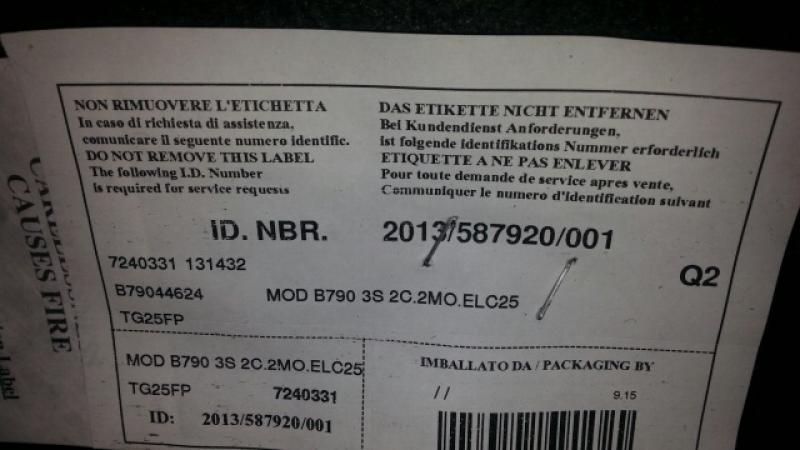 NON RIMUOVERE L'ETICHETTA
In caso di richiesta di assistenza,
comunicare il seguente numero identific.
DO NOT REMOVE THIS LABEL
The following I.D. Number
is required for service requests
DAS ETIKETTE NICHT ENTFERNEN
Bei Kundendienst Anforderungen,
ist folgende identifikations Nummer erforderlich
ETIQUETTE A NE PAS ENLEVER
Pour toute demande de service apres vente,
Communiquer le numero d'identification suivant
ID. NBR. 2013/587920/001
7240331 131432
Q2
B79044624 MOD B790 3S 2C.2MO.ELC25
TG25FP
MOD B790 3S 2C.2MO.ELC25
TG25FP 7240331
ID: 2013/587920/001
IMBALLATO DA / PACKAGING BY
// 9.15
CAUSES FIRE
Label